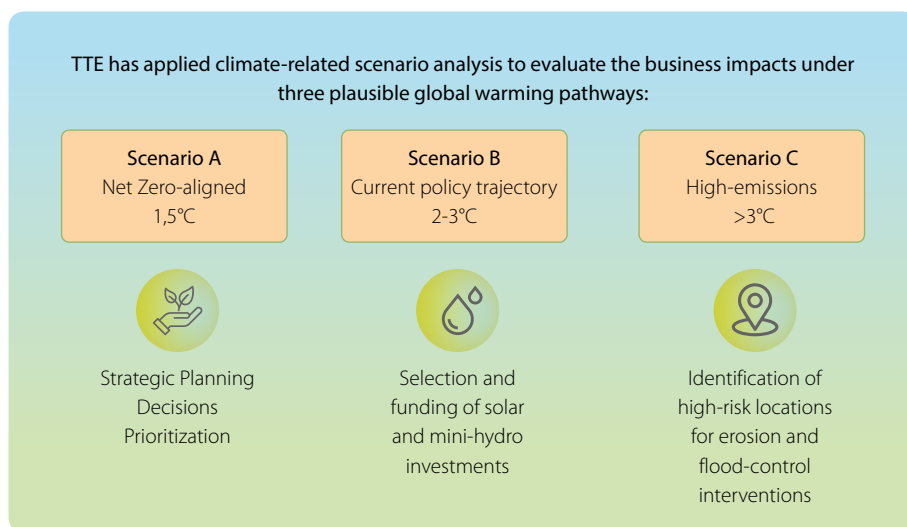 TTE has applied climate-related scenario analysis to evaluate the business impacts under
three plausible global warming pathways:
Scenario A
Net Zero-aligned
1,5°C
Scenario B
Current policy trajectory
2-3°C
Scenario C
High-emissions
>3°C
Strategic Planning
Decisions
Prioritization
Selection and
funding of solar
and mini-hydro
investments
Identification of
high-risk locations
for erosion and
flood-control
interventions